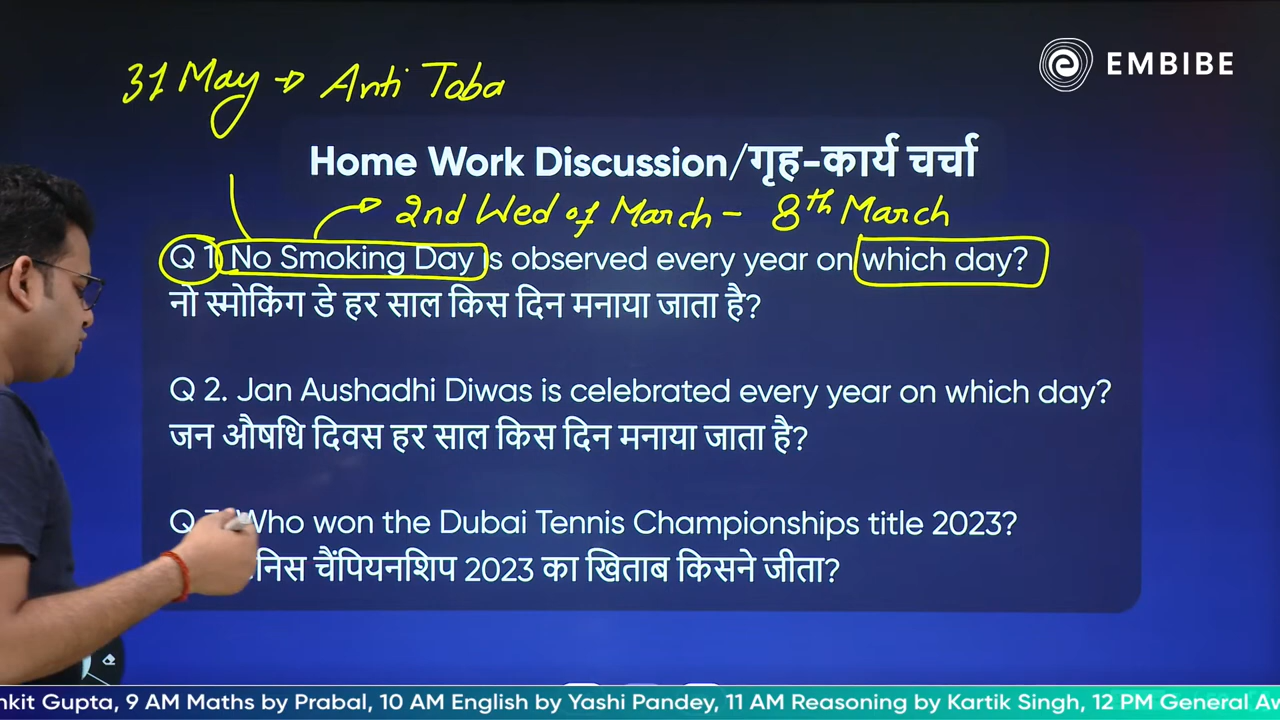 31 May → Anti Toba
EMBIBE
Home Work Discussion/गृह-कार्य चर्चा
2nd Wed of March - 8th March
Q 1 No Smoking Day is observed every year on which day?
नो स्मोकिंग डे हर साल किस दिन मनाया जाता है?
Q 2. Jan Aushadhi Diwas is celebrated every year on which day?
जन औषधि दिवस हर साल किस दिन मनाया जाता है?
Q Who won the Dubai Tennis Championships title 2023?
चैंपियनशिप 2023 का खिताब किसने जीता?
Gupta, 9 AM Maths by Prabal, 10 AM English by Yashi Pandey, 11 AM Reasoning by Kartik Singh, 12 PM General